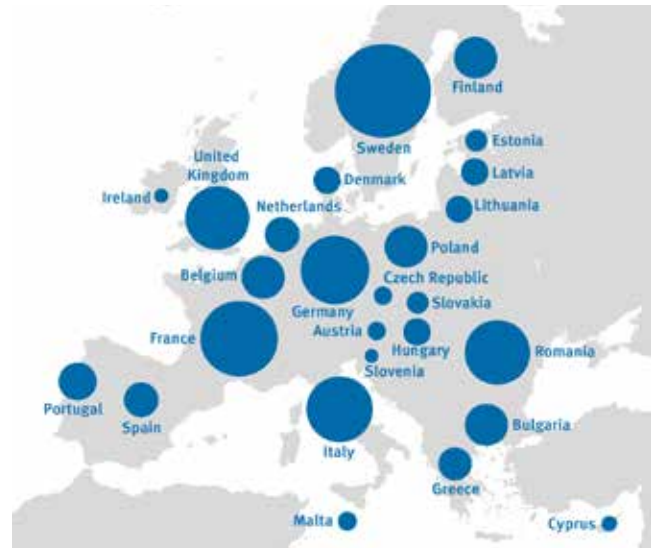 Finland
Sweden
Estonia
United
Kingdom
Latvia
Denmark
Ireland
Netherlands
Lithuania
Poland
Belgium
Czech Republic
Slovakia
Germany
Austria
France
Hungary
Romania
Slovenia
Portugal
Spain
Bulgaria
Italy
Greece
Malta
Cyprus